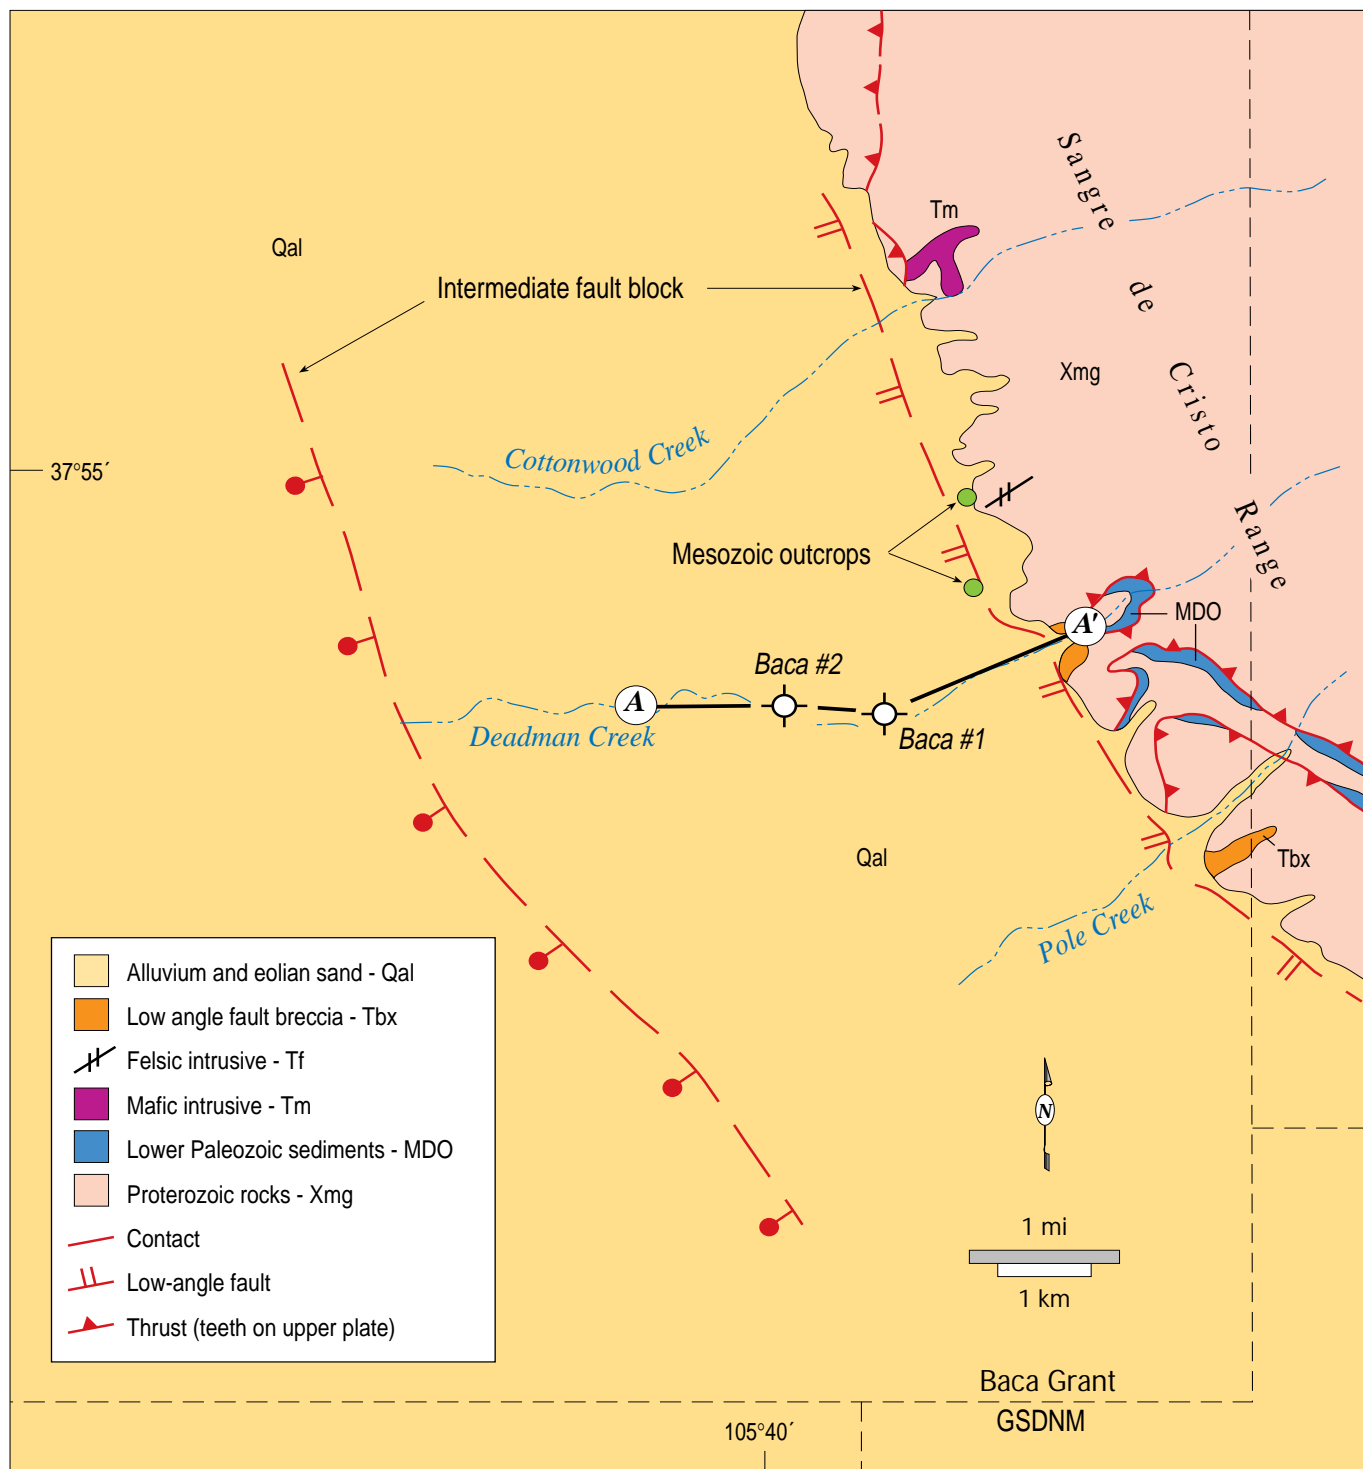 Sangre
de
Cristo
Range
Tm
Qal
Intermediate fault block
Xmg
Cottonwood Creek
37°55´
Mesozoic outcrops
MDO
A'
Baca #2
A
Deadman Creek
Baca #1
Qal
Tbx
Pole Creek
Alluvium and eolian sand - Qal
Low angle fault breccia - Tbx
Felsic intrusive - Tf
Mafic intrusive - Tm
Lower Paleozoic sediments - MDO
Proterozoic rocks - Xmg
Contact
Low-angle fault
Thrust (teeth on upper plate)
N
1 mi
1 km
Baca Grant
GSDNM
105°40´